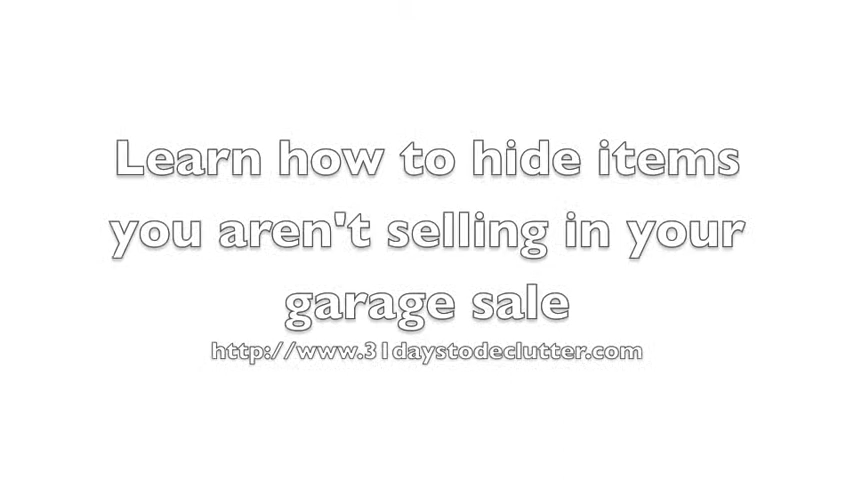 Learn how to hide items
you aren't selling in your
garage sale
http://www.31daystodeclutter.com